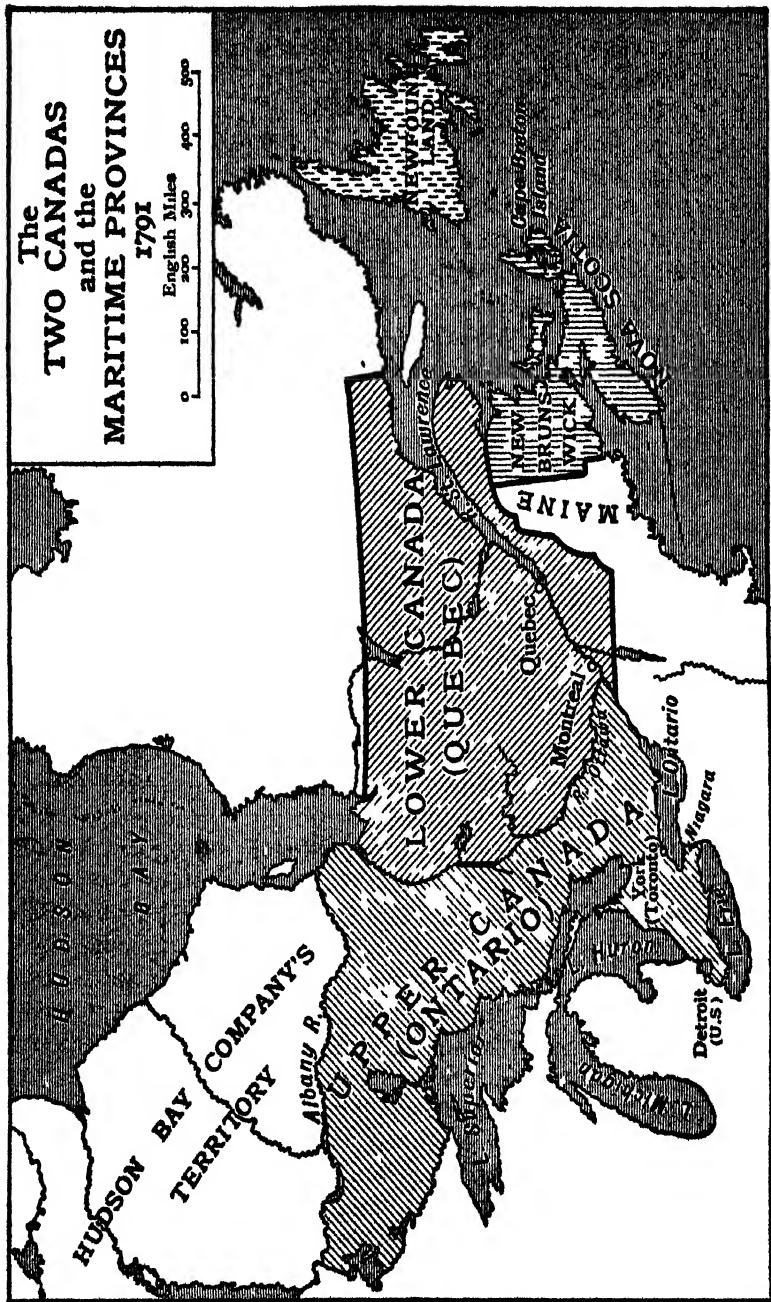 The
TWO CANADAS
and the
MARITIME PROVINCES
1791
English Miles
0 100 200 300 400 500
HUDSON
BAY
HUDSON BAY COMPANY'S
TERRITORY
Albany R.
UPPER CANADA
(ONTARIO)
LOWER CANADA
(QUEBEC)
NEWFOUND
LAND
Cape Breton
Island
NOVA SCOTIA
NEW
BRUNS-
WICK
MAINE
R. St. Lawrence
Quebec
Montreal
R. Ottawa
L. Ontario
Niagara
York
(Toronto)
L. Erie
L. Huron
Detroit
(U.S)
L. Michigan
L. Superior